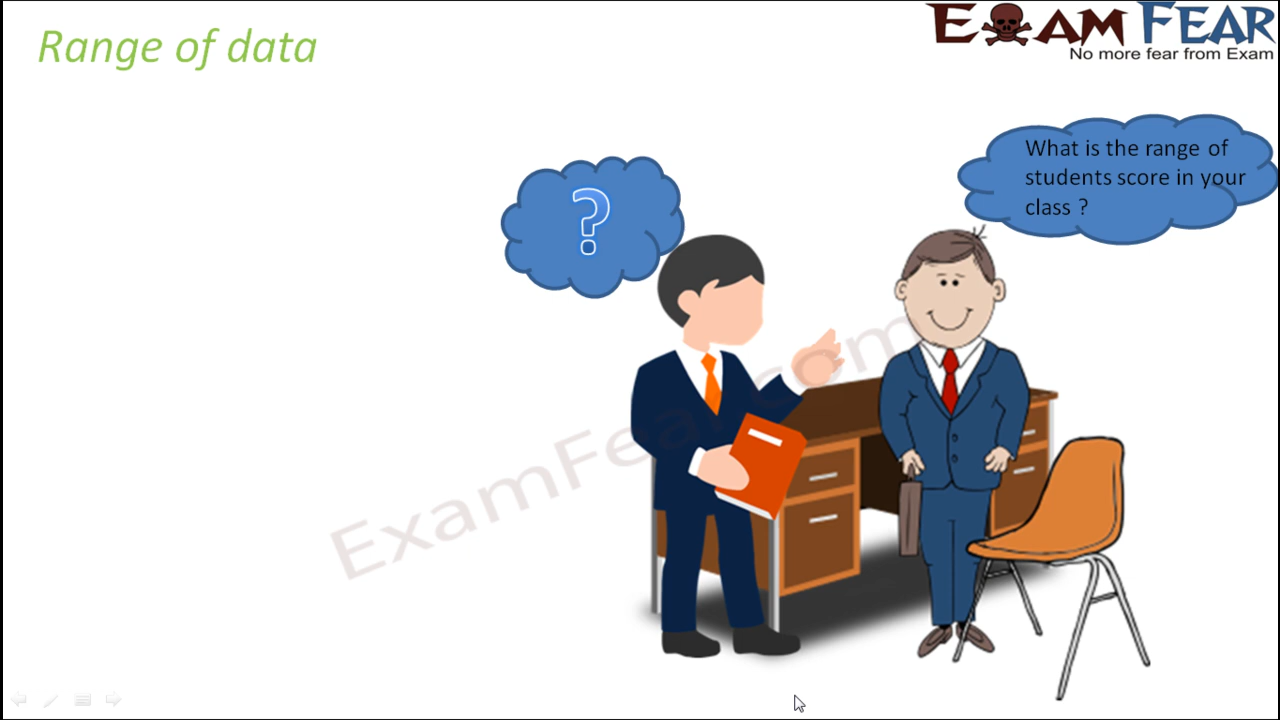 Range of data
EXAM FEAR
No more fear from Exam
What is the range of
students score in your
class ?
?
ExamFear.com